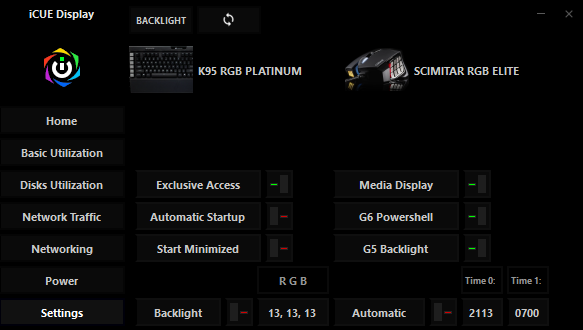 iCUE Display
BACKLIGHT
K95 RGB PLATINUM
SCIMITAR RGB ELITE
Home
Basic Utilization
Disks Utilization
Exclusive Access
Media Display
Network Traffic
Automatic Startup
G6 Powershell
Networking
Start Minimized
G5 Backlight
Power
R G B
Time 0:
Time 1:
Settings
Backlight
13, 13, 13
Automatic
2113
0700